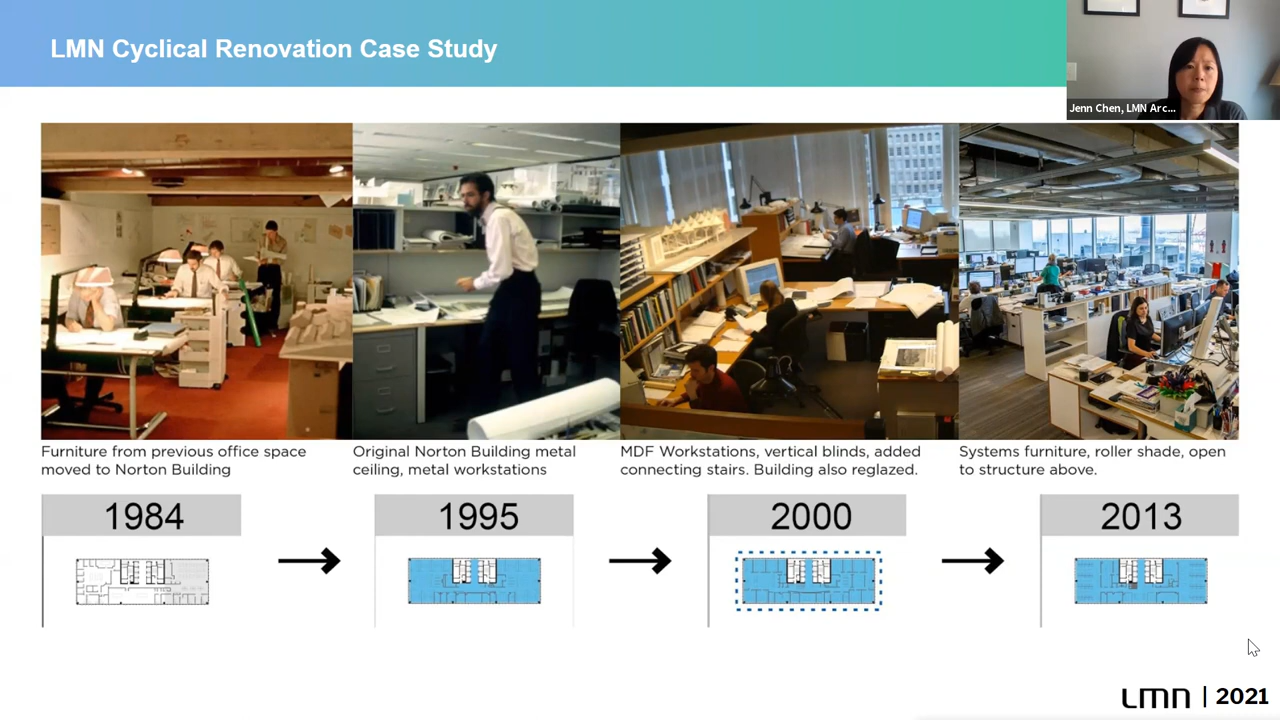 LMN Cyclical Renovation Case Study
Jenn Chen, LMN Arc...
Furniture from previous office space
moved to Norton Building
Original Norton Building metal
ceiling, metal workstations
MDF Workstations, vertical blinds, added
connecting stairs. Building also reglazed.
Systems furniture, roller shade, open
to structure above.
1984
1995
2000
2013
LMN | 2021